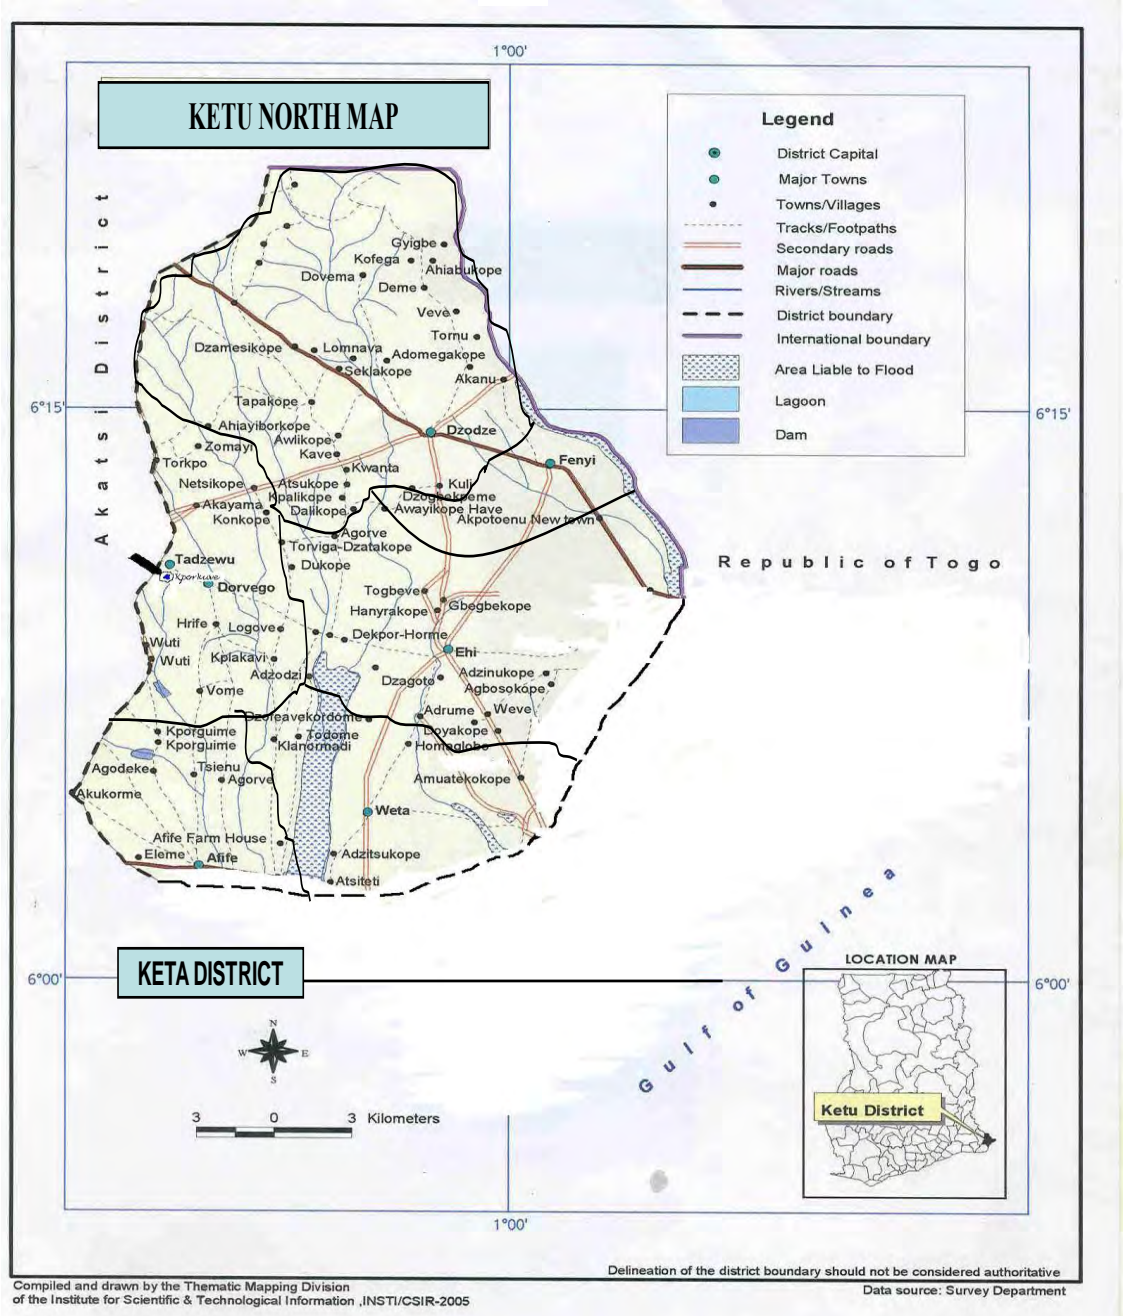 1°00'
KETU NORTH MAP
Legend
District Capital
Major Towns
Towns/Villages
Tracks/Footpaths
Secondary roads
Major roads
Rivers/Streams
District boundary
International boundary
Area Liable to Flood
Lagoon
Dam
Akatsi District
Gyigbe
Kofega
Ahiabukope
Dovema
Deme
Veve
Tornu
Dzamesikope
Lomnava
Adomegakope
Sekiakope
Akanu
6°15'
6°15'
Tapakope
Ahiayiborkope
Awlikope
Dzodze
Zomayi
Kave
Torkpo
Kwanta
Fenyi
Netsikope
Atsukope
Kuli
Kpalikope
Dzogbekpeme
Akayama
Dalikope
Awayikope Have
Konkope
Akpotoenu New town
Agorve
Torviga-Dzatakope
Tadzewu
Dukope
Republic of Togo
Kporkuve
Dorvego
Togbeve
Hanyrakope
Gbegbekope
Hrife
Logove
Dekpor-Horme
Wuti
Ehi
Wuti
Kpiakavi
Adzodzi
Dzagoto
Adzinukope
Agbosokope
Vome
Adrume
Weve
Dzofeavekordome
Doyakope
Kporguime
Todome
Kporguime
Klanormadi
Homaglobo
Agodeke
Tsienu
Agorve
Amuatekokope
Akukorme
Weta
Afife Farm House
Eleme
Afife
Adzitsukope
Atsiteti
Gulf of Guinea
KETA DISTRICT
6°00'
6°00'
LOCATION MAP
Ketu District
N
W E
S
3 0 3 Kilometers
1°00'
Delineation of the district boundary should not be considered authoritative
Compiled and drawn by the Thematic Mapping Division
Data source: Survey Department
of the Institute for Scientific & Technological Information ,INSTI/CSIR-2005